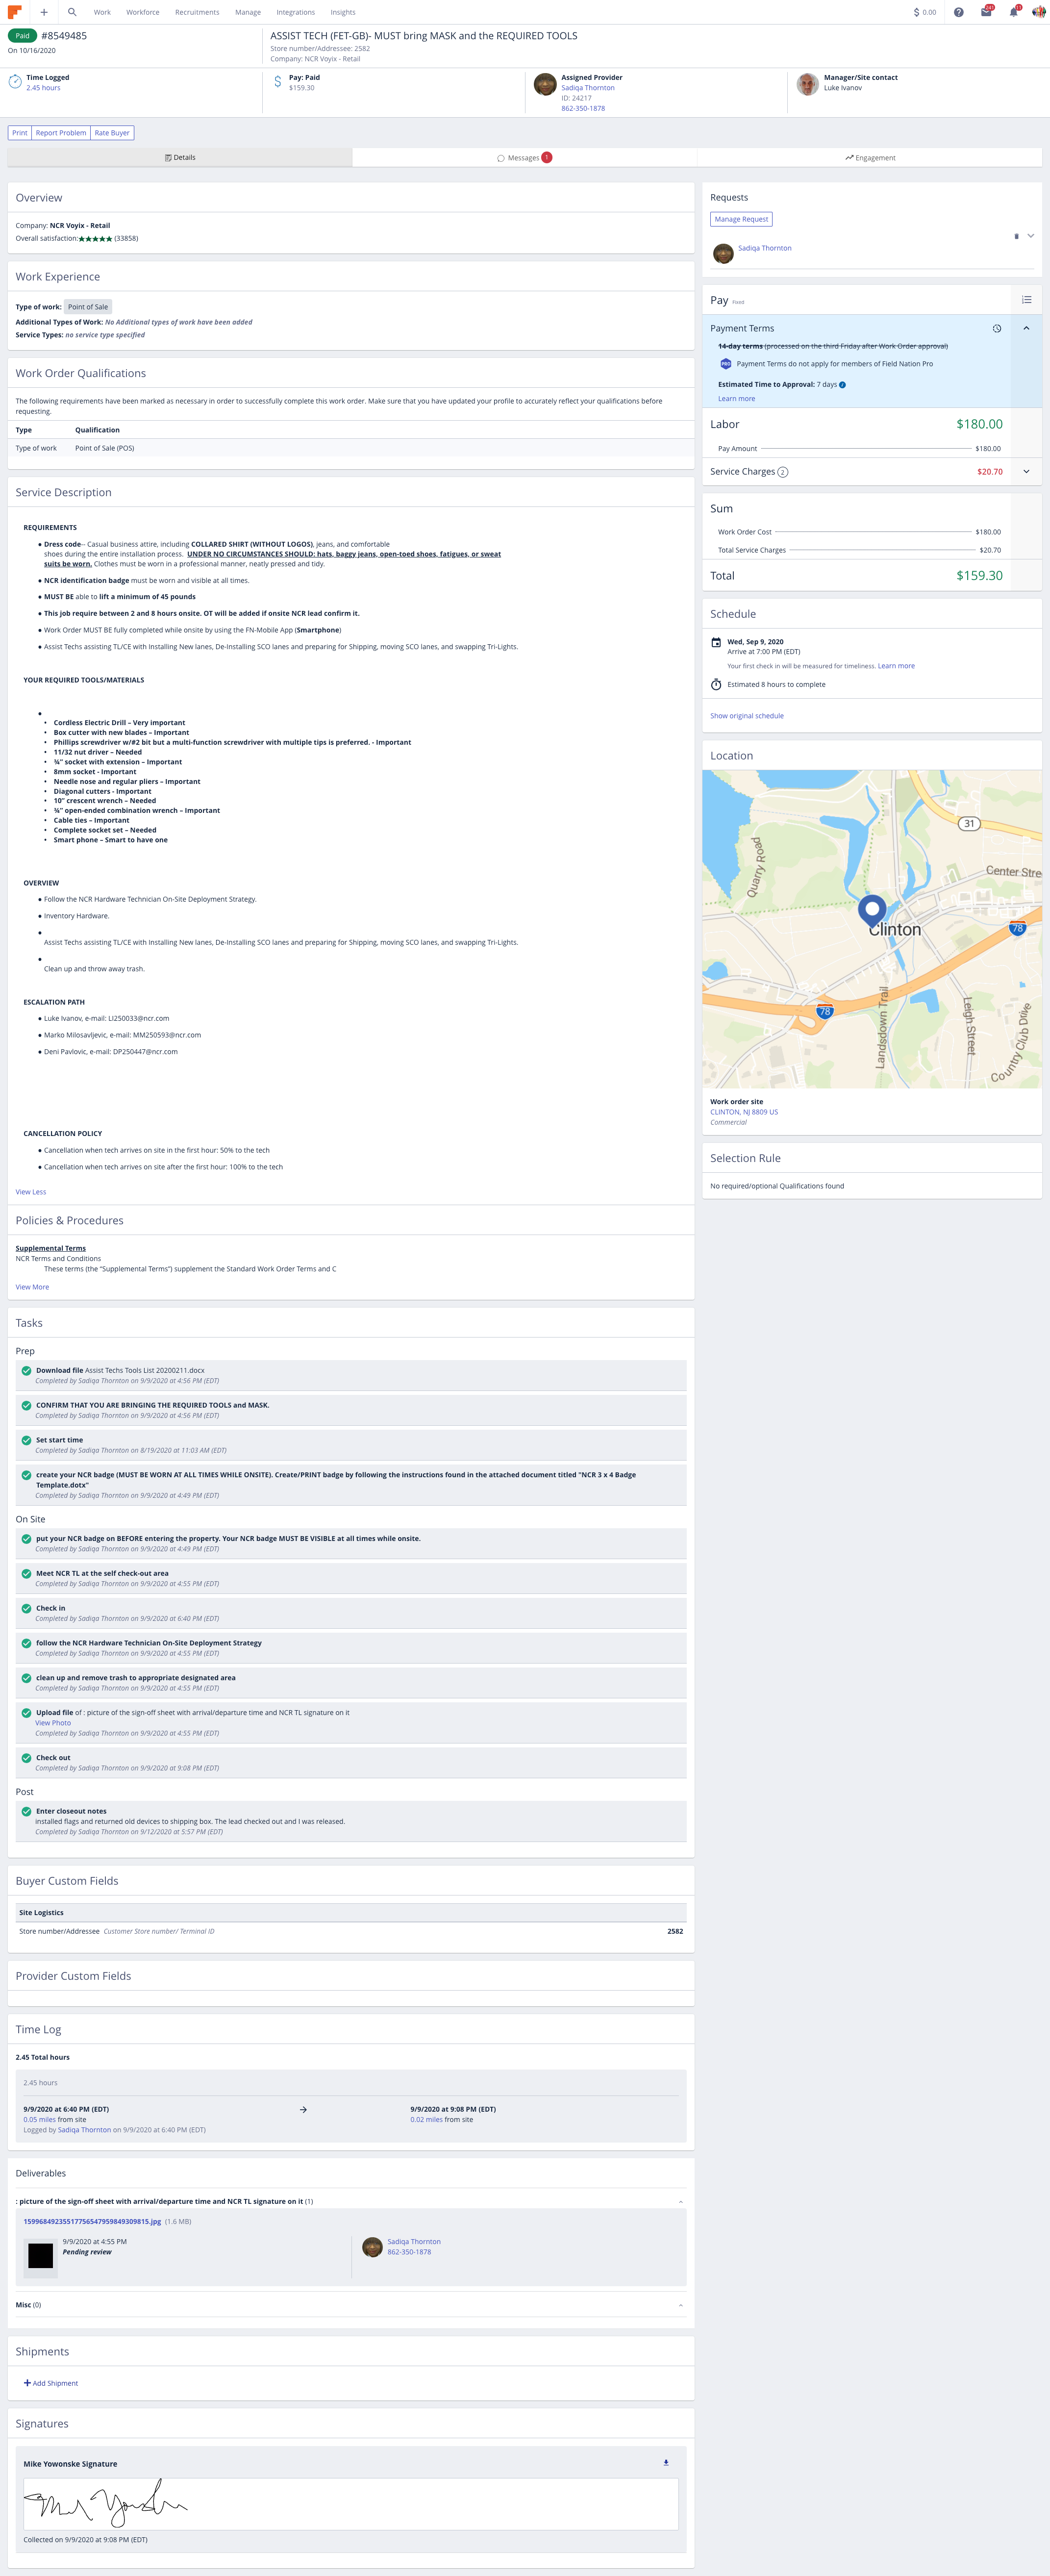 Work Workforce Recruitments Manage Integrations Insights $ 0.00 241 11
Paid #8549485
On 10/16/2020
ASSIST TECH (FET-GB)- MUST bring MASK and the REQUIRED TOOLS
Store number/Addressee: 2582
Company: NCR Voyix - Retail
Time Logged
2.45 hours
Pay: Paid
$159.30
Assigned Provider
Sadiqa Thornton
ID: 24217
862-350-1878
Manager/Site contact
Luke Ivanov
Print Report Problem Rate Buyer
Details Messages 1 Engagement
Overview
Company: NCR Voyix - Retail
Overall satisfaction:★★★★★ (33858)
Work Experience
Type of work: Point of Sale
Additional Types of Work: No Additional types of work have been added
Service Types: no service type specified
Work Order Qualifications
The following requirements have been marked as necessary in order to successfully complete this work order. Make sure that you have updated your profile to accurately reflect your qualifications before
requesting.
Type Qualification
Type of work Point of Sale (POS)
Service Description
REQUIREMENTS
• Dress code-- Casual business attire, including COLLARED SHIRT (WITHOUT LOGOS), jeans, and comfortable
shoes during the entire installation process. UNDER NO CIRCUMSTANCES SHOULD: hats, baggy jeans, open-toed shoes, fatigues, or sweat
suits be worn. Clothes must be worn in a professional manner, neatly pressed and tidy.
• NCR identification badge must be worn and visible at all times.
• MUST BE able to lift a minimum of 45 pounds
• This job require between 2 and 8 hours onsite. OT will be added if onsite NCR lead confirm it.
• Work Order MUST BE fully completed while onsite by using the FN-Mobile App (Smartphone)
• Assist Techs assisting TL/CE with Installing New lanes, De-Installing SCO lanes and preparing for Shipping, moving SCO lanes, and swapping Tri-Lights.
YOUR REQUIRED TOOLS/MATERIALS
•
• Cordless Electric Drill – Very important
• Box cutter with new blades – Important
• Phillips screwdriver w/#2 bit but a multi-function screwdriver with multiple tips is preferred. - Important
• 11/32 nut driver – Needed
• ¾” socket with extension – Important
• 8mm socket - Important
• Needle nose and regular pliers – Important
• Diagonal cutters - Important
• 10” crescent wrench – Needed
• ¾” open-ended combination wrench – Important
• Cable ties – Important
• Complete socket set – Needed
• Smart phone – Smart to have one
OVERVIEW
• Follow the NCR Hardware Technician On-Site Deployment Strategy.
• Inventory Hardware.
•
Assist Techs assisting TL/CE with Installing New lanes, De-Installing SCO lanes and preparing for Shipping, moving SCO lanes, and swapping Tri-Lights.
•
Clean up and throw away trash.
ESCALATION PATH
• Luke Ivanov, e-mail: LI250033@ncr.com
• Marko Milosavljevic, e-mail: MM250593@ncr.com
• Deni Pavlovic, e-mail: DP250447@ncr.com
CANCELLATION POLICY
• Cancellation when tech arrives on site in the first hour: 50% to the tech
• Cancellation when tech arrives on site after the first hour: 100% to the tech
View Less
Policies & Procedures
Supplemental Terms
NCR Terms and Conditions
These terms (the “Supplemental Terms”) supplement the Standard Work Order Terms and C
View More
Tasks
Prep
Download file Assist Techs Tools List 20200211.docx
Completed by Sadiqa Thornton on 9/9/2020 at 4:56 PM (EDT)
CONFIRM THAT YOU ARE BRINGING THE REQUIRED TOOLS and MASK.
Completed by Sadiqa Thornton on 9/9/2020 at 4:56 PM (EDT)
Set start time
Completed by Sadiqa Thornton on 8/19/2020 at 11:03 AM (EDT)
create your NCR badge (MUST BE WORN AT ALL TIMES WHILE ONSITE). Create/PRINT badge by following the instructions found in the attached document titled "NCR 3 x 4 Badge
Template.dotx"
Completed by Sadiqa Thornton on 9/9/2020 at 4:49 PM (EDT)
On Site
put your NCR badge on BEFORE entering the property. Your NCR badge MUST BE VISIBLE at all times while onsite.
Completed by Sadiqa Thornton on 9/9/2020 at 4:49 PM (EDT)
Meet NCR TL at the self check-out area
Completed by Sadiqa Thornton on 9/9/2020 at 4:55 PM (EDT)
Check in
Completed by Sadiqa Thornton on 9/9/2020 at 6:40 PM (EDT)
follow the NCR Hardware Technician On-Site Deployment Strategy
Completed by Sadiqa Thornton on 9/9/2020 at 4:55 PM (EDT)
clean up and remove trash to appropriate designated area
Completed by Sadiqa Thornton on 9/9/2020 at 4:55 PM (EDT)
Upload file of : picture of the sign-off sheet with arrival/departure time and NCR TL signature on it
View Photo
Completed by Sadiqa Thornton on 9/9/2020 at 4:55 PM (EDT)
Check out
Completed by Sadiqa Thornton on 9/9/2020 at 9:08 PM (EDT)
Post
Enter closeout notes
installed flags and returned old devices to shipping box. The lead checked out and I was released.
Completed by Sadiqa Thornton on 9/12/2020 at 5:57 PM (EDT)
Buyer Custom Fields
Site Logistics
Store number/Addressee Customer Store number/ Terminal ID 2582
Provider Custom Fields
Time Log
2.45 Total hours
2.45 hours
9/9/2020 at 6:40 PM (EDT)
0.05 miles from site
Logged by Sadiqa Thornton on 9/9/2020 at 6:40 PM (EDT)
9/9/2020 at 9:08 PM (EDT)
0.02 miles from site
Deliverables
: picture of the sign-off sheet with arrival/departure time and NCR TL signature on it (1)
15996849235517756547959849309815.jpg (1.6 MB)
9/9/2020 at 4:55 PM
Pending review
Sadiqa Thornton
862-350-1878
Misc (0)
Shipments
Add Shipment
Signatures
Mike Yowonske Signature
Collected on 9/9/2020 at 9:08 PM (EDT)
Requests
Manage Request
Sadiqa Thornton
Pay Fixed
Payment Terms
14-day terms (processed on the third Friday after Work Order approval)
PRO Payment Terms do not apply for members of Field Nation Pro
Estimated Time to Approval: 7 days
Learn more
Labor $180.00
Pay Amount $180.00
Service Charges 2 $20.70
Sum
Work Order Cost $180.00
Total Service Charges $20.70
Total $159.30
Schedule
Wed, Sep 9, 2020
Arrive at 7:00 PM (EDT)
Your first check in will be measured for timeliness. Learn more
Estimated 8 hours to complete
Show original schedule
Location
31
Quarry Road
Center Stre
Clinton
78
78
78
Landsdown Trail
Leigh Street
Country Club Drive
Work order site
CLINTON, NJ 8809 US
Commercial
Selection Rule
No required/optional Qualifications found